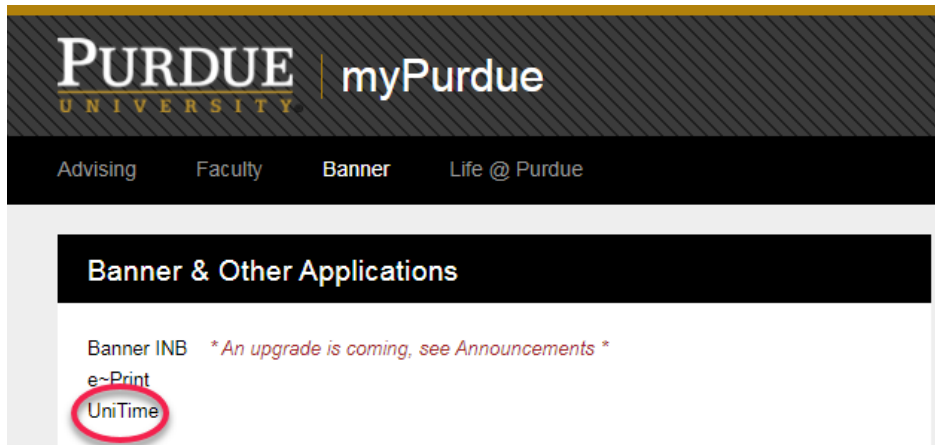 PURDUE
UNIVERSITY®
myPurdue
Advising Faculty Banner Life @ Purdue
Banner & Other Applications
Banner INB * An upgrade is coming, see Announcements *
e~Print
UniTime